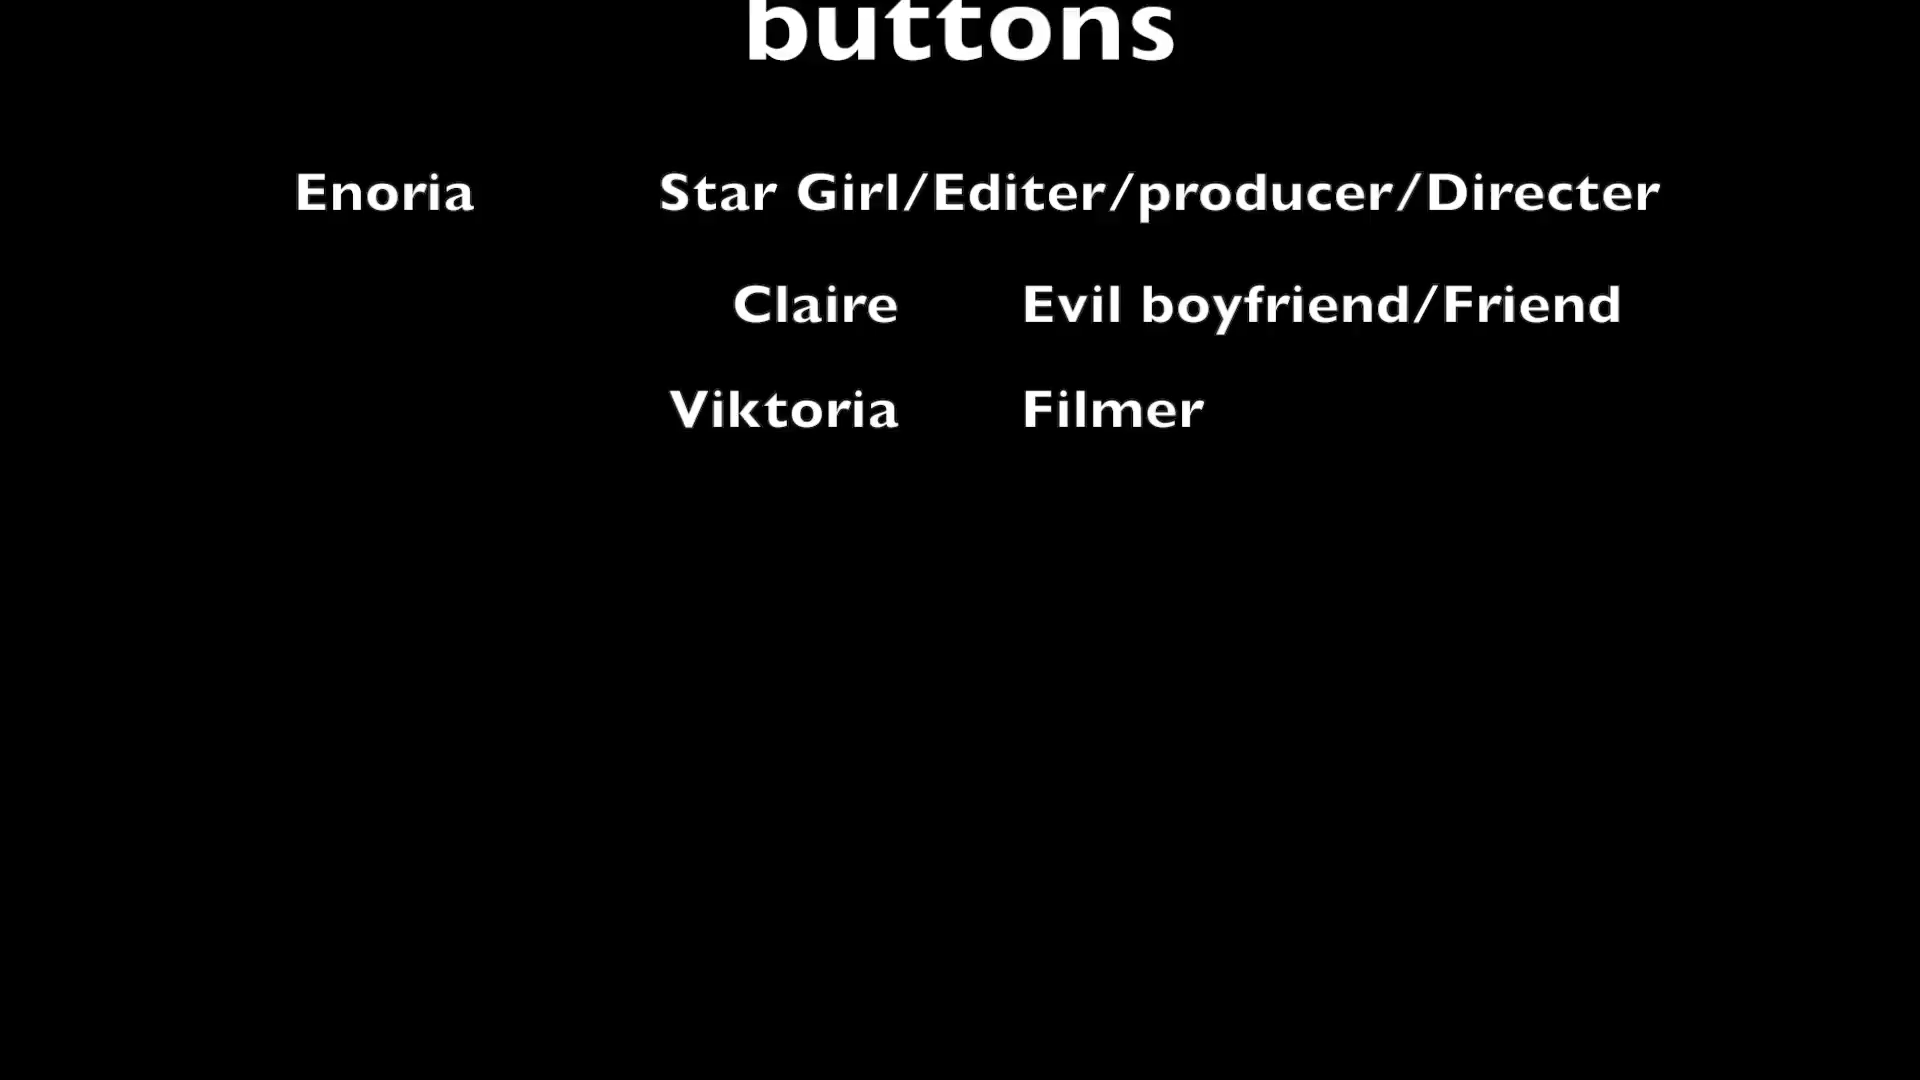 buttons
Enoria Star Girl/Editer/producer/Directer
Claire Evil boyfriend/Friend
Viktoria Filmer